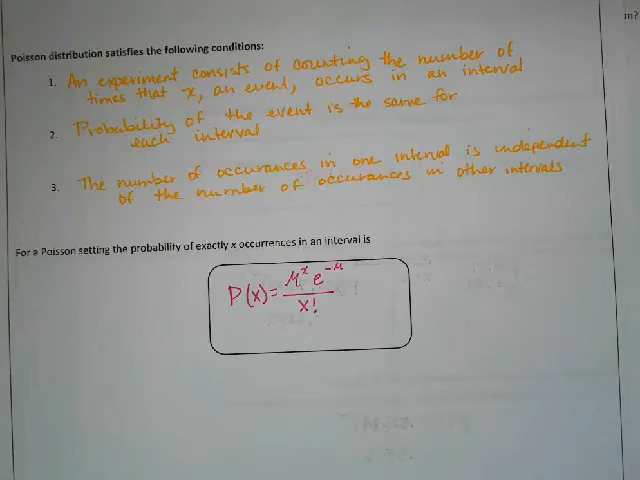 on?
Poisson distribution satisfies the following conditions:
1. An experiment consists of counting the number of
times that x, an event, occurs in an interval
2. Probability of the event is the same for
each interval
3. The number of occurances in one interval is independent
of the number of occurances in other intervals
For a Poisson setting the probability of exactly x occurrences in an interval is
P(x) = μ^x e^-μ / x!